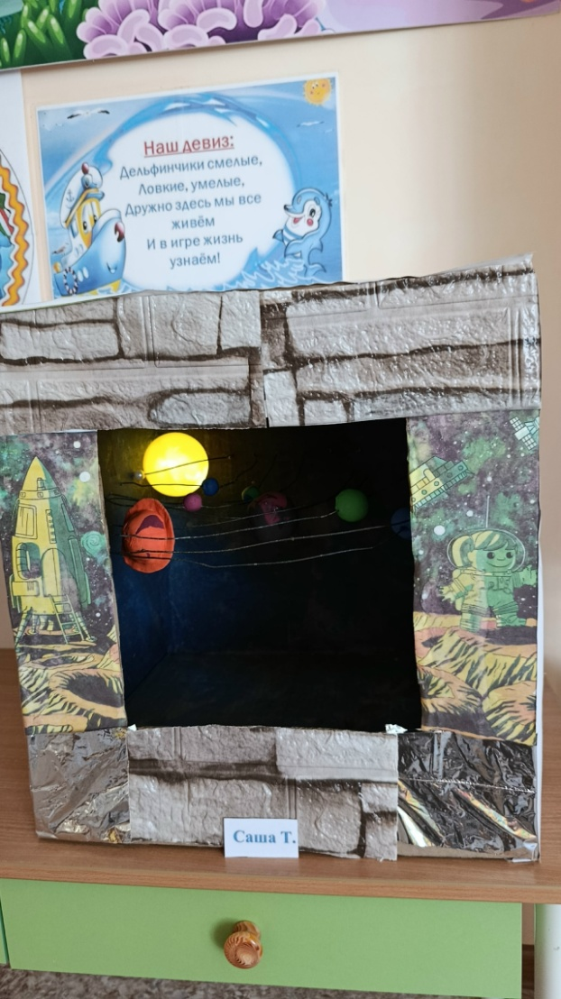 Наш девиз:
Дельфинчики смелые,
Ловкие, умелые,
Дружно здесь мы все
живём
И в игре жизнь
узнаём!
Саша Т.